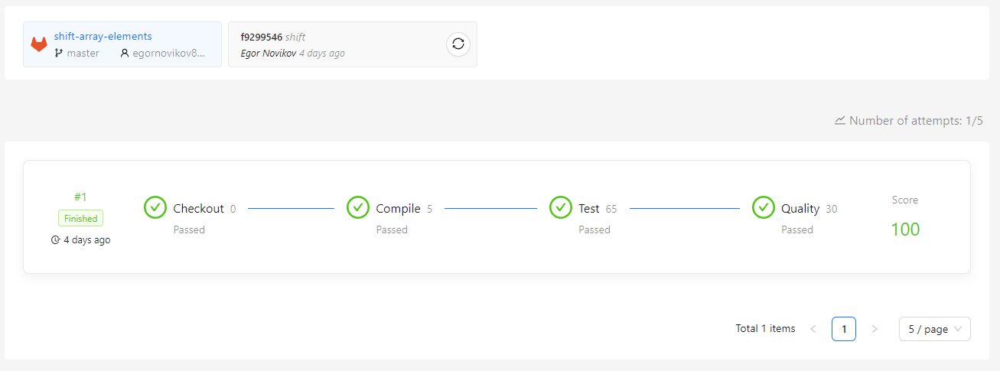 shift-array-elements
master egornovikov8...
f9299546 shift
Egor Novikov 4 days ago
Number of attempts: 1/5
#1
Finished
4 days ago
Checkout 0
Passed
Compile 5
Passed
Test 65
Passed
Quality 30
Passed
Score
100
Total 1 items < 1 > 5 / page